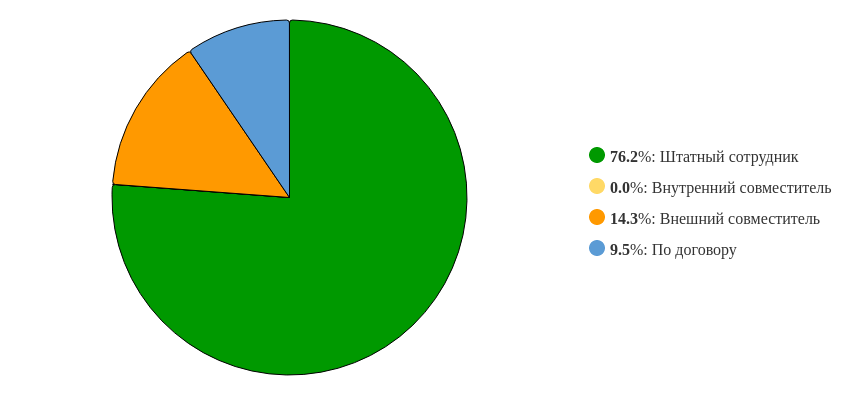 76.2%: Штатный сотрудник
0.0%: Внутренний совместитель
14.3%: Внешний совместитель
9.5%: По договору